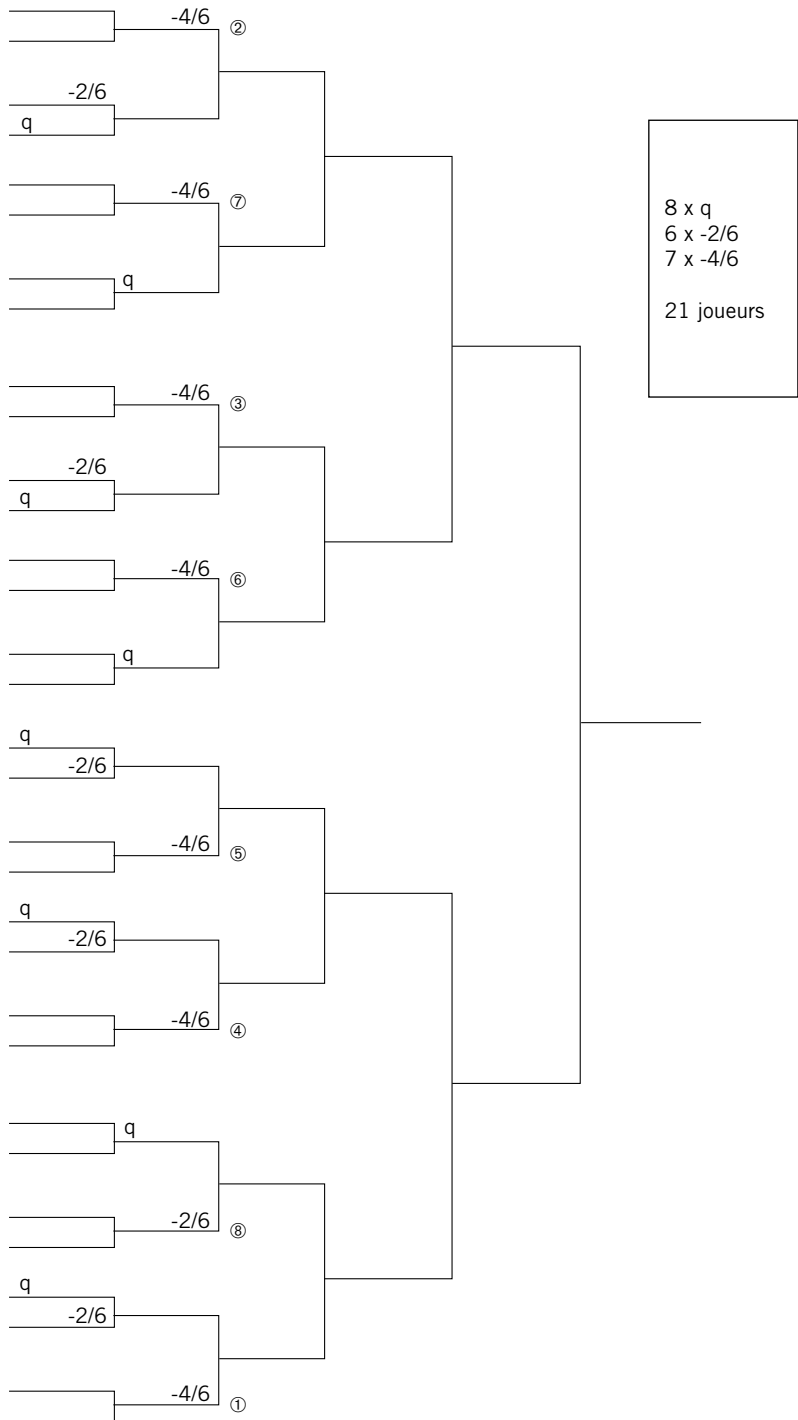 -4/6 ②
-2/6
q
-4/6 ⑦
q
-4/6 ③
-2/6
q
-4/6 ⑥
q
q
-2/6
-4/6 ⑤
q
-2/6
-4/6 ④
q
-2/6 ⑧
q
-2/6
-4/6 ①
8 x q
6 x -2/6
7 x -4/6
21 joueurs